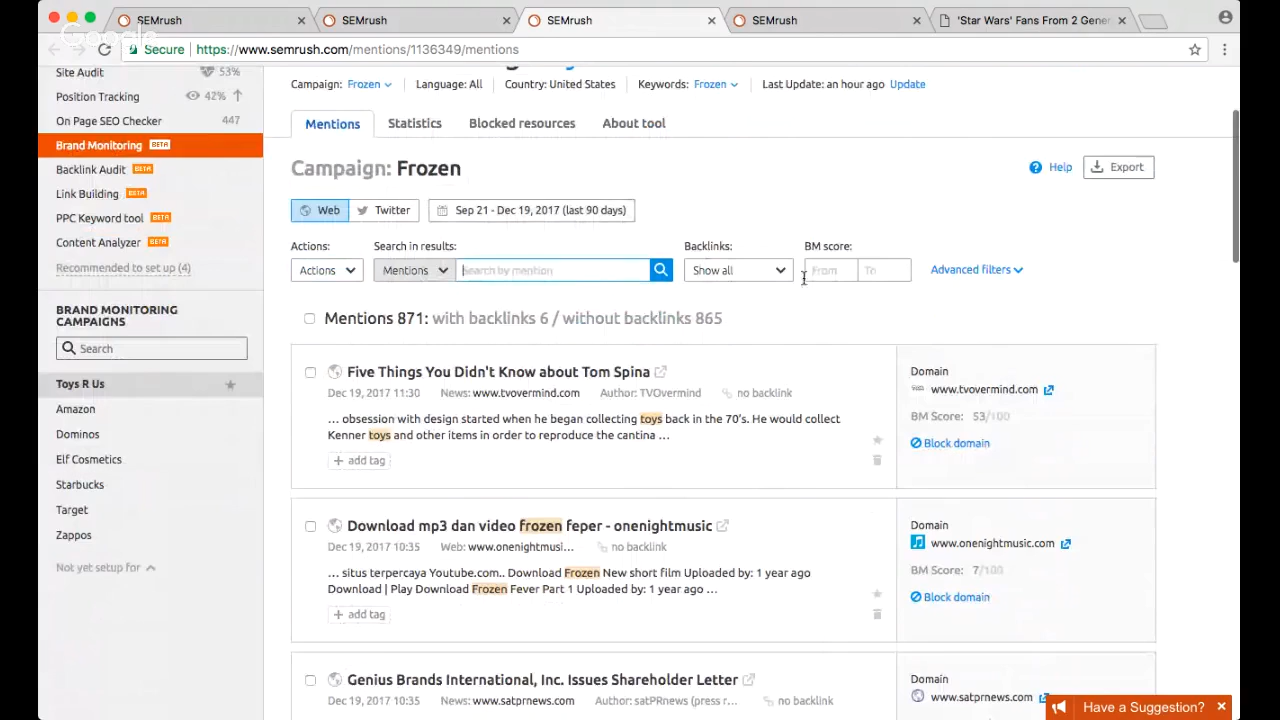 SEMrush
SEMrush
SEMrush
SEMrush
'Star Wars' Fans From 2 Gener
Google
Secure
https://www.semrush.com/mentions/1136349/mentions
Site Audit 53%
Position Tracking 42%
On Page SEO Checker 447
Brand Monitoring BETA
Backlink Audit BETA
Link Building BETA
PPC Keyword tool BETA
Content Analyzer BETA
Recommended to set up (4)
BRAND MONITORING
CAMPAIGNS
Search
Toys R Us
Amazon
Dominos
Elf Cosmetics
Starbucks
Target
Zappos
Not yet setup for
Campaign: Frozen Language: All Country: United States Keywords: Frozen Last Update: an hour ago Update
Mentions Statistics Blocked resources About tool
Campaign: Frozen
Help Export
Web Twitter Sep 21 - Dec 19, 2017 (last 90 days)
Actions: Search in results: Backlinks: BM score:
Actions Mentions Search by mention Show all From To Advanced filters
Mentions 871: with backlinks 6 / without backlinks 865
Five Things You Didn't Know about Tom Spina
Dec 19, 2017 11:30 News: www.tvovermind.com Author: TVOvermind no backlink
... obsession with design started when he began collecting toys back in the 70's. He would collect
Kenner toys and other items in order to reproduce the cantina ...
+ add tag
Domain
www.tvovermind.com
BM Score: 53/100
Block domain
Download mp3 dan video frozen feper - onenightmusic
Dec 19, 2017 10:35 Web: www.onenightmusi... no backlink
... situs terpercaya Youtube.com.. Download Frozen New short film Uploaded by: 1 year ago
Download | Play Download Frozen Fever Part 1 Uploaded by: 1 year ago ...
+ add tag
Domain
www.onenightmusic.com
BM Score: 7/100
Block domain
Genius Brands International, Inc. Issues Shareholder Letter
Dec 19, 2017 10:35 News: www.satprnews.com Author: satPRnews (press r... no backlink
Domain
www.satprnews.com
Have a Suggestion?